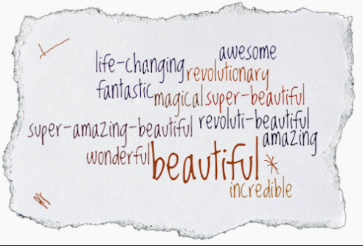 awesome
life-changing revolutionary
fantastic magical super-beautiful
super-amazing-beautiful revoluti-beautiful
amazing
wonderful beautiful *
incredible